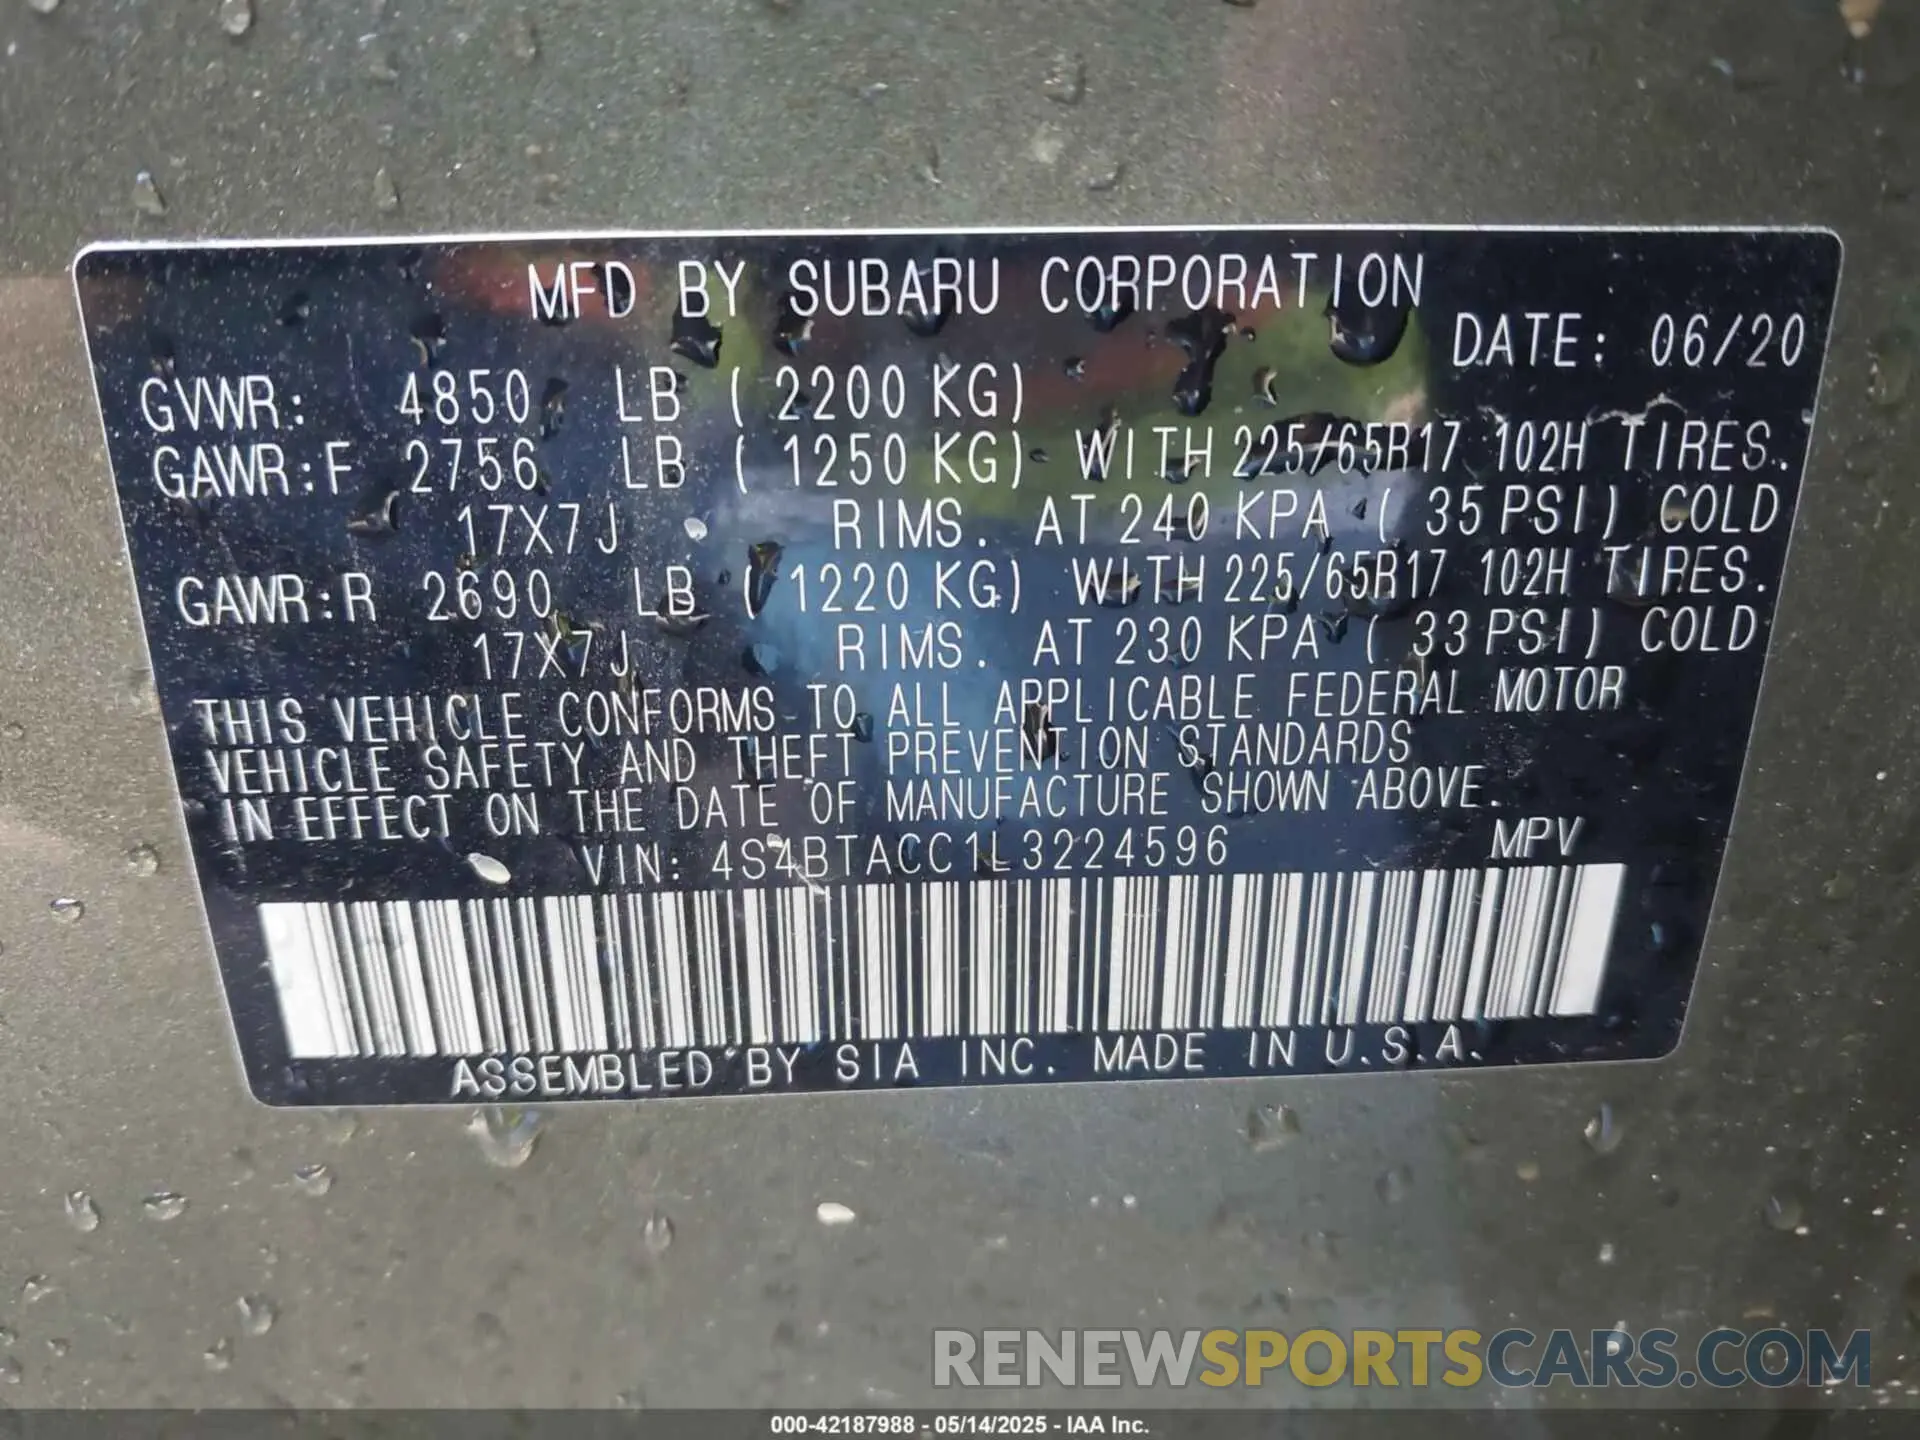 MFD BY SUBARU CORPORATION
DATE: 06/20
GVWR: 4850 LB ( 2200 KG)
GAWR:F 2756 LB ( 1250 KG) WITH 225/65R17 102H TIRES.
17X7J RIMS. AT 240 KPA ( 35 PSI) COLD
GAWR:R 2690 LB ( 1220 KG) WITH 225/65R17 102H TIRES.
17X7J RIMS. AT 230 KPA ( 33 PSI) COLD
THIS VEHICLE CONFORMS TO ALL APPLICABLE FEDERAL MOTOR
VEHICLE SAFETY AND THEFT PREVENTION STANDARDS
IN EFFECT ON THE DATE OF MANUFACTURE SHOWN ABOVE.
VIN: 4S4BTACC1L3224596 MPV
ASSEMBLED BY SIA INC. MADE IN U.S.A.
RENEWSPORTSCARS.COM
000-42187988 - 05/14/2025 - IAA Inc.